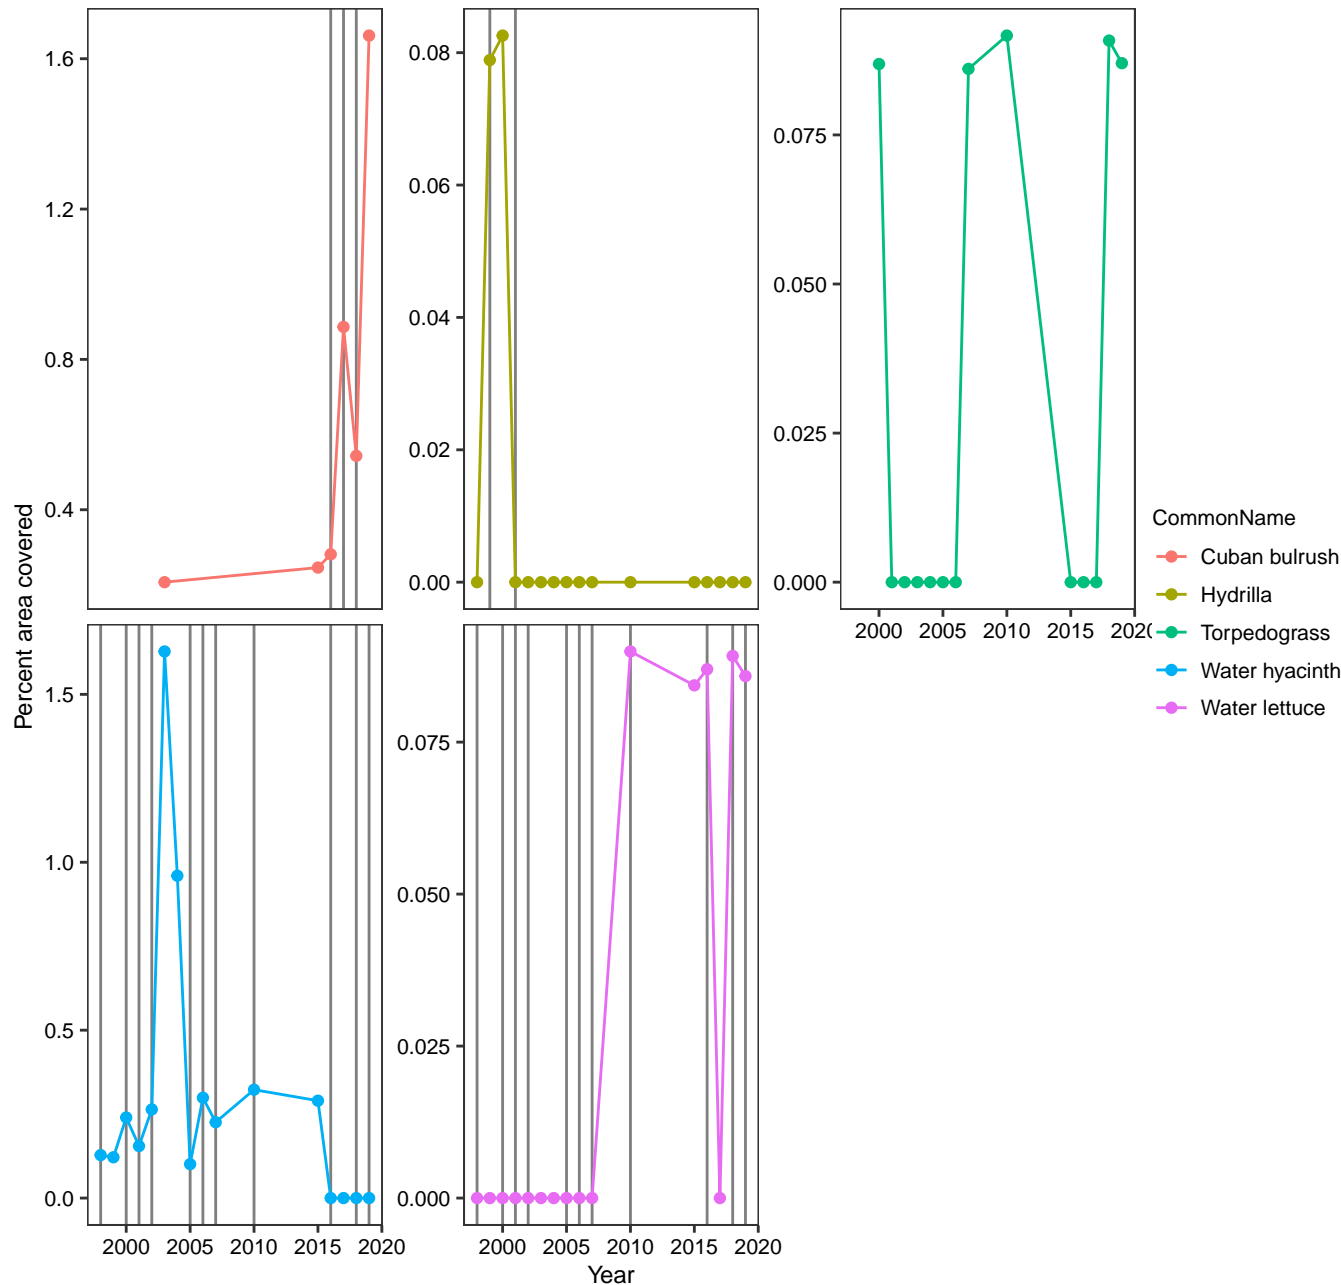 Percent area covered
1.6
1.2
0.8
0.4
0.08
0.06
0.04
0.02
0.00
0.075
0.050
0.025
0.000
2000 2005 2010 2015 2020
CommonName
Cuban bulrush
Hydrilla
Torpedograss
Water hyacinth
Water lettuce
1.5
1.0
0.5
0.0
2000 2005 2010 2015 2020
0.075
0.050
0.025
0.000
2000 2005 2010 2015 2020
Year